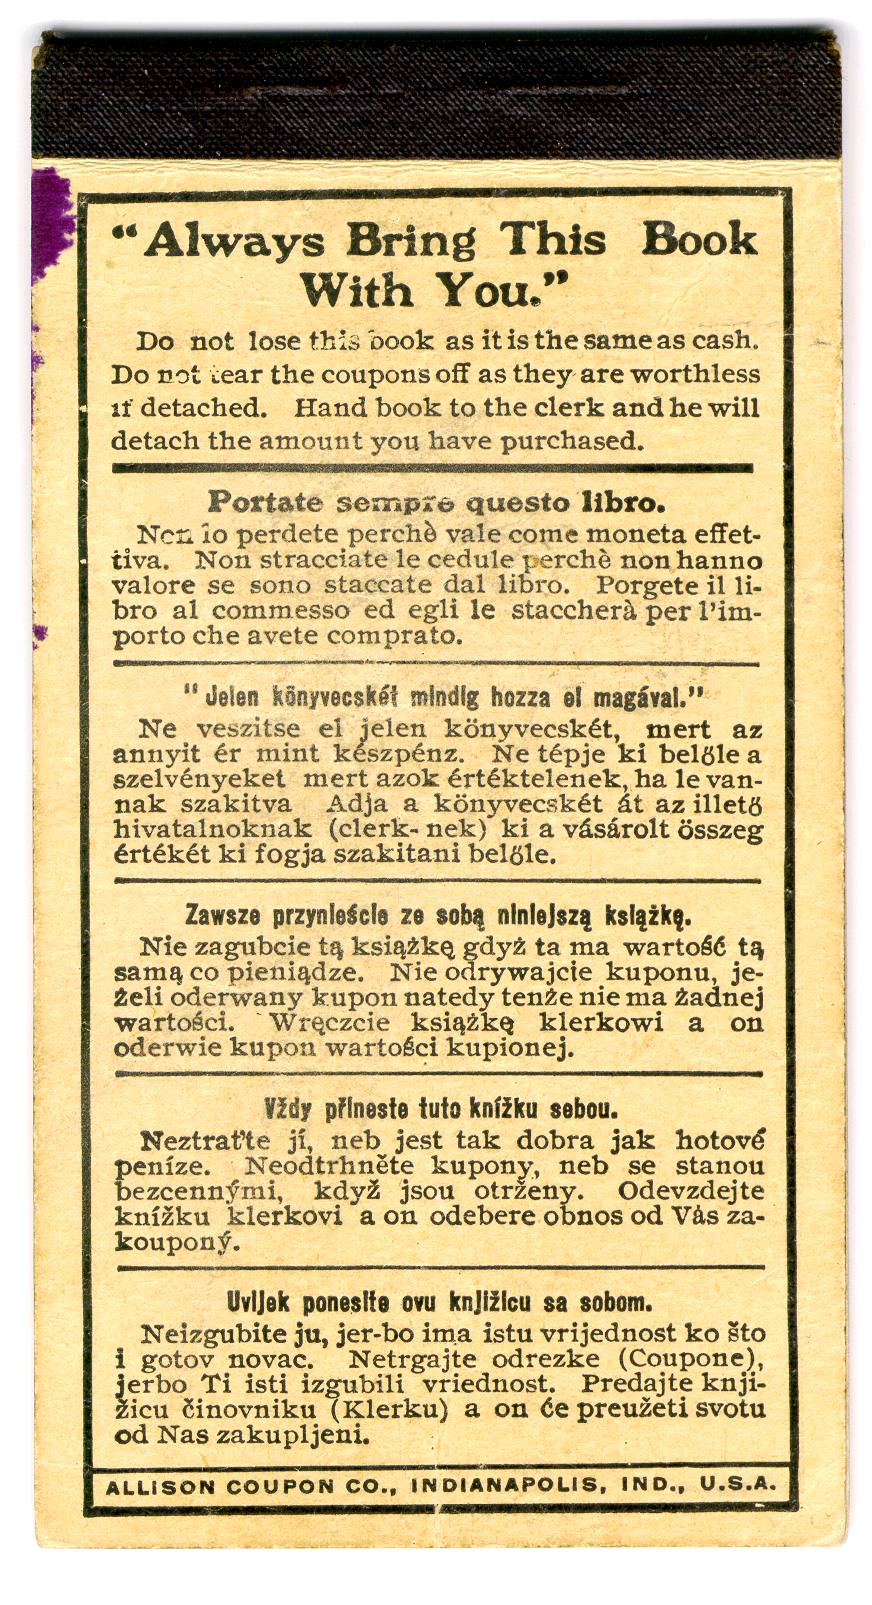 "Always Bring This Book
With You."
Do not lose this book as it is the same as cash.
Do not tear the coupons off as they are worthless
if detached. Hand book to the clerk and he will
detach the amount you have purchased.
Portate sempre questo libro.
Non lo perdete perchè vale come moneta effet-
tiva. Non stracciate le cedule perchè non hanno
valore se sono staccate dal libro. Porgete il li-
bro al commesso ed egli le staccherà per l'im-
porto che avete comprato.
"Jelen könyvecskét mindig hozza el magával."
Ne veszitse el jelen könyvecskét, mert az
annyit ér mint készpénz. Ne tépje ki belőle a
szelvényeket mert azok értéktelenek, ha le van-
nak szakitva Adja a könyvecskét át az illető
hivatalnoknak (clerk-nek) ki a vásárolt összeg
értékét ki fogja szakitani belőle.
Zawsze przynieście ze sobą niniejszą książkę.
Nie zagubcie tą książkę gdyż ta ma wartość tą
samą co pieniądze. Nie odrywajcie kuponu, je-
żeli oderwany kupon natedy tenże nie ma żadnej
wartości. Wręczcie książkę klerkowi a on
oderwie kupon wartości kupionej.
Vždy přineste tuto knížku sebou.
Neztrat'te jí, neb jest tak dobra jak hotové
peníze. Neodtrhněte kupony, neb se stanou
bezcennými, když jsou otrženy. Odevzdejte
knížku klerkovi a on odebere obnos od Vás za-
kouponý.
Uvijek ponesite ovu knjižicu sa sobom.
Neizgubite ju, jer-bo ima istu vrijednost ko što
i gotov novac. Netrgajte odrezke (Coupone),
jerbo Ti isti izgubili vriednost. Predajte knji-
žicu činovniku (Klerku) a on će preužeti svotu
od Nas zakupljeni.
ALLISON COUPON CO., INDIANAPOLIS, IND., U.S.A.